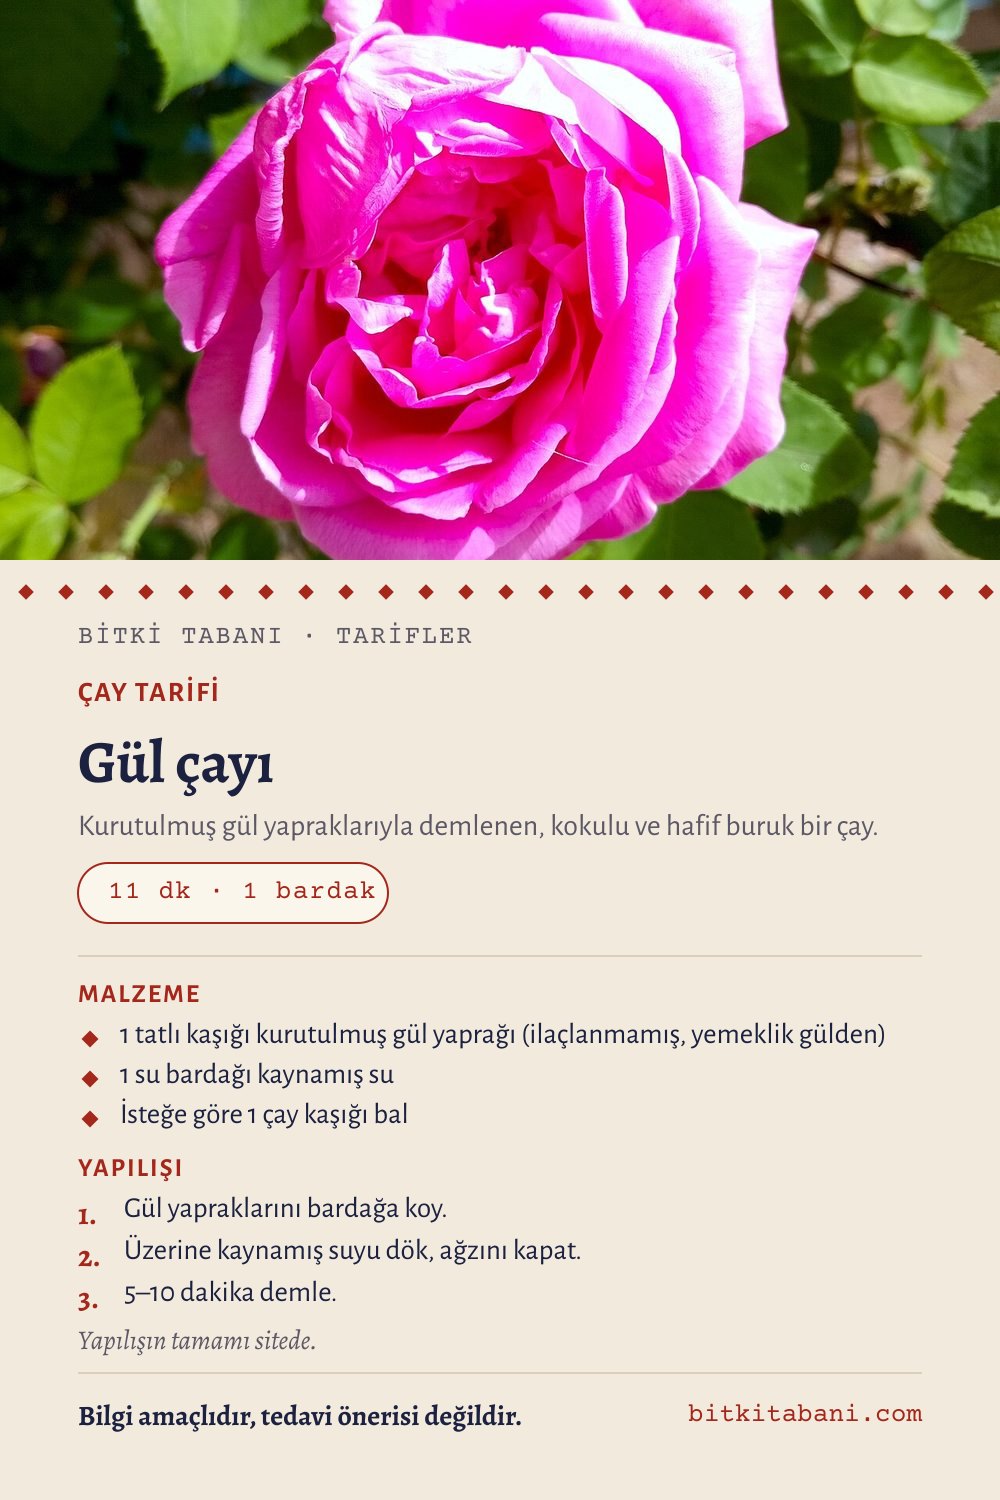 BİTKİ TABANI · TARİFLER
ÇAY TARİFİ
Gül çayı
Kurutulmuş gül yapraklarıyla demlenen, kokulu ve hafif buruk bir çay.
11 dk · 1 bardak
MALZEME
◆ 1 tatlı kaşığı kurutulmuş gül yaprağı (ilaçlanmamış, yemeklik gülden)
◆ 1 su bardağı kaynamış su
◆ İsteğe göre 1 çay kaşığı bal
YAPILIŞI
1. Gül yapraklarını bardağa koy.
2. Üzerine kaynamış suyu dök, ağzını kapat.
3. 5–10 dakika demle.
Yapılışın tamamı sitede.
Bilgi amaçlıdır, tedavi önerisi değildir.
bitkitabani.com